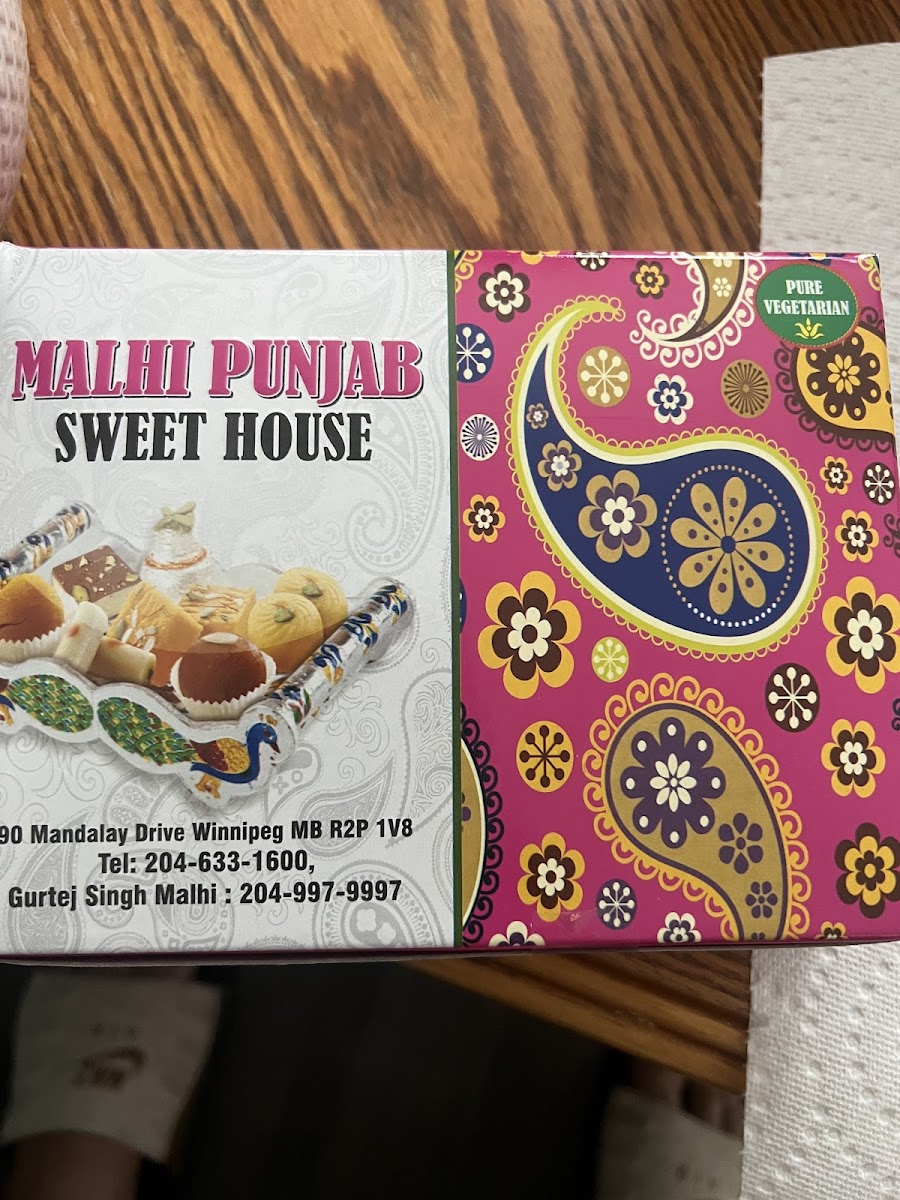 MALHI PUNJAB
SWEET HOUSE
PURE
VEGETARIAN
90 Mandalay Drive Winnipeg MB R2P 1V8
Tel: 204-633-1600,
Gurtej Singh Malhi : 204-997-9997